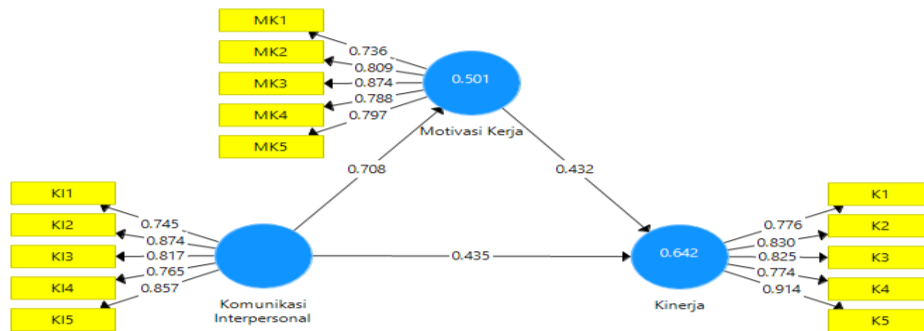 MK1
MK2
MK3
MK4
MK5
0.736
0.809
0.874
0.788
0.797
0.501
Motivasi Kerja
0.708
0.432
KI1
KI2
KI3
KI4
KI5
0.745
0.874
0.817
0.765
0.857
Komunikasi
Interpersonal
0.435
0.642
Kinerja
0.776
0.830
0.825
0.774
0.914
K1
K2
K3
K4
K5